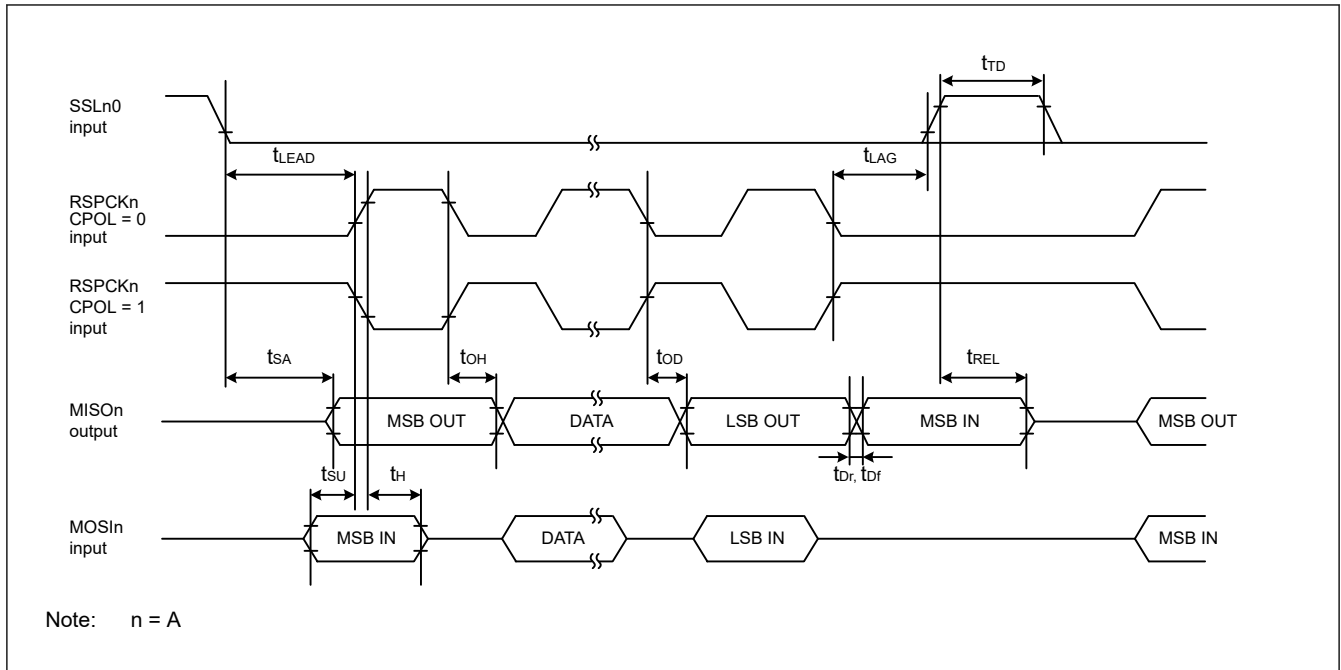 tTD
SSLn0
input
tLEAD
tLAG
RSPCKn
CPOL = 0
input
RSPCKn
CPOL = 1
input
tSA
tOH
tOD
tREL
MISOn
output
MSB OUT
DATA
LSB OUT
MSB IN
MSB OUT
tSU
tH
tDr, tDf
MOSIn
input
MSB IN
DATA
LSB IN
MSB IN
Note: n = A